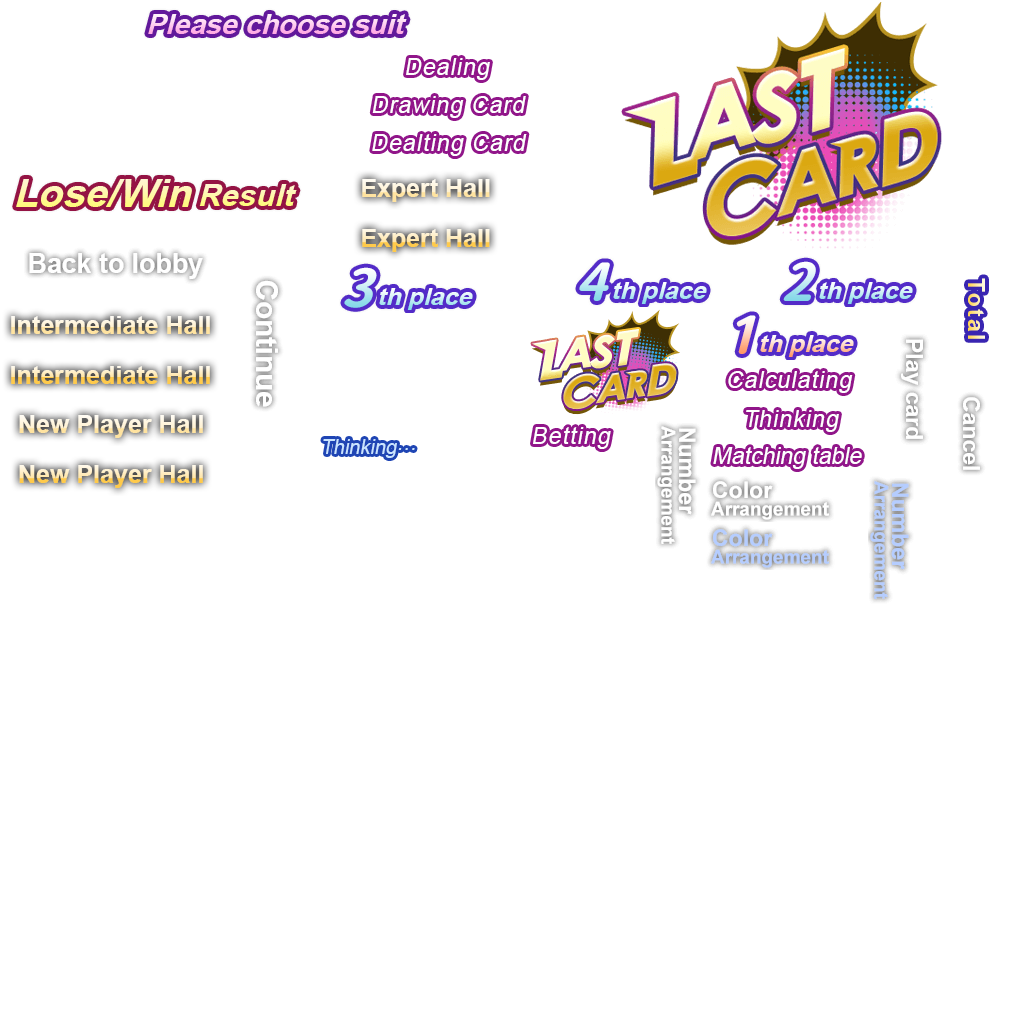 Please choose suit
Dealing
Drawing Card
Dealting Card
LAST
CARD
Lose/Win Result
Expert Hall
Expert Hall
Back to lobby
Continue
3th place
4th place
2th place
Total
Intermediate Hall
Intermediate Hall
New Player Hall
New Player Hall
LAST
CARD
1th place
Calculating
Thinking
Matching table
Play card
Cancel
Betting
Thinking...
Number
Arrangement
Color
Arrangement
Color
Arrangement
Number
Arrangement